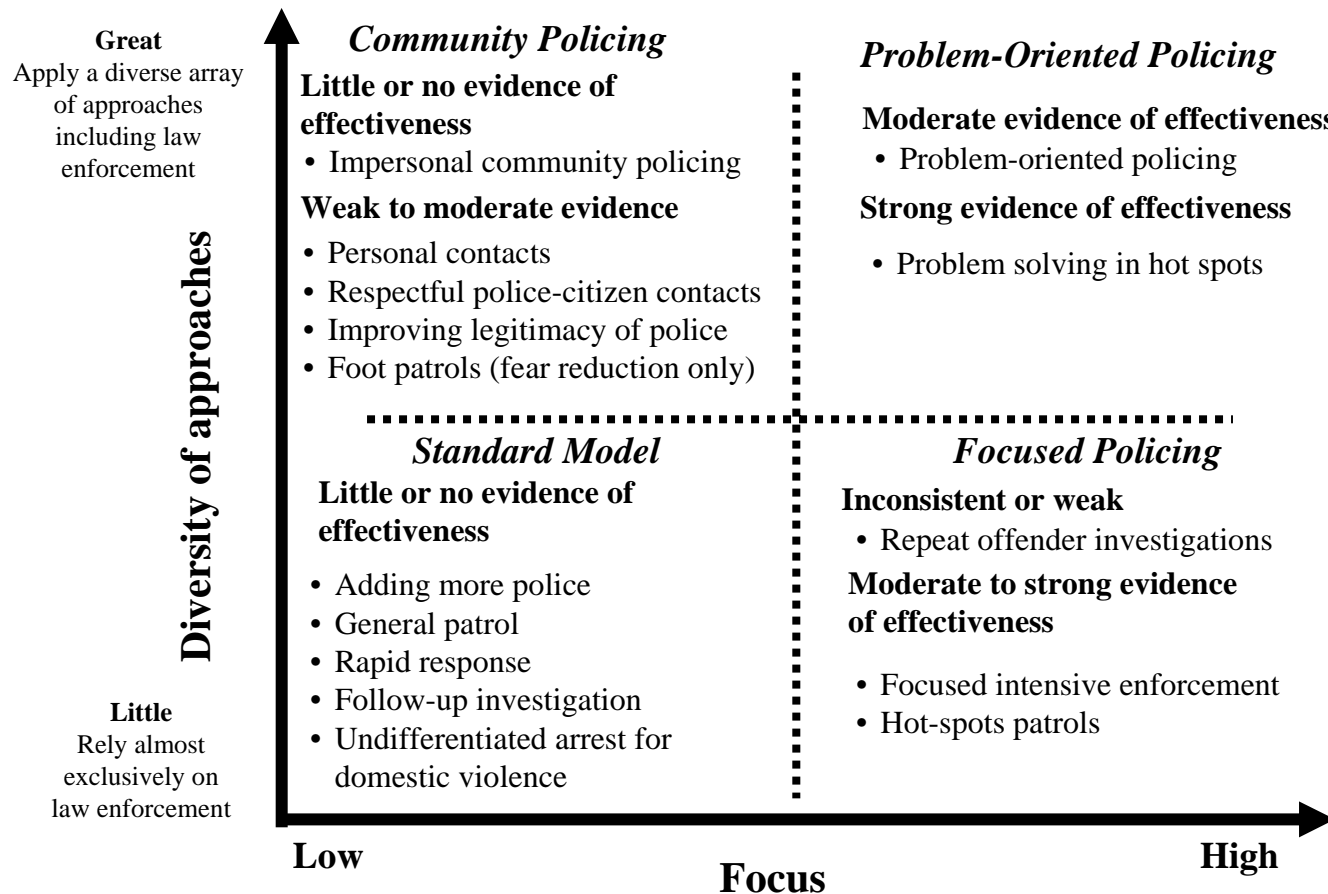 Great
Apply a diverse array
of approaches
including law
enforcement
Diversity of approaches
Little
Rely almost
exclusively on
law enforcement
Community Policing
Little or no evidence of
effectiveness
• Impersonal community policing
Weak to moderate evidence
• Personal contacts
• Respectful police-citizen contacts
• Improving legitimacy of police
• Foot patrols (fear reduction only)
Problem-Oriented Policing
Moderate evidence of effectiveness
• Problem-oriented policing
Strong evidence of effectiveness
• Problem solving in hot spots
Standard Model
Little or no evidence of
effectiveness
• Adding more police
• General patrol
• Rapid response
• Follow-up investigation
• Undifferentiated arrest for
domestic violence
Focused Policing
Inconsistent or weak
• Repeat offender investigations
Moderate to strong evidence
of effectiveness
• Focused intensive enforcement
• Hot-spots patrols
Low
Focus
High